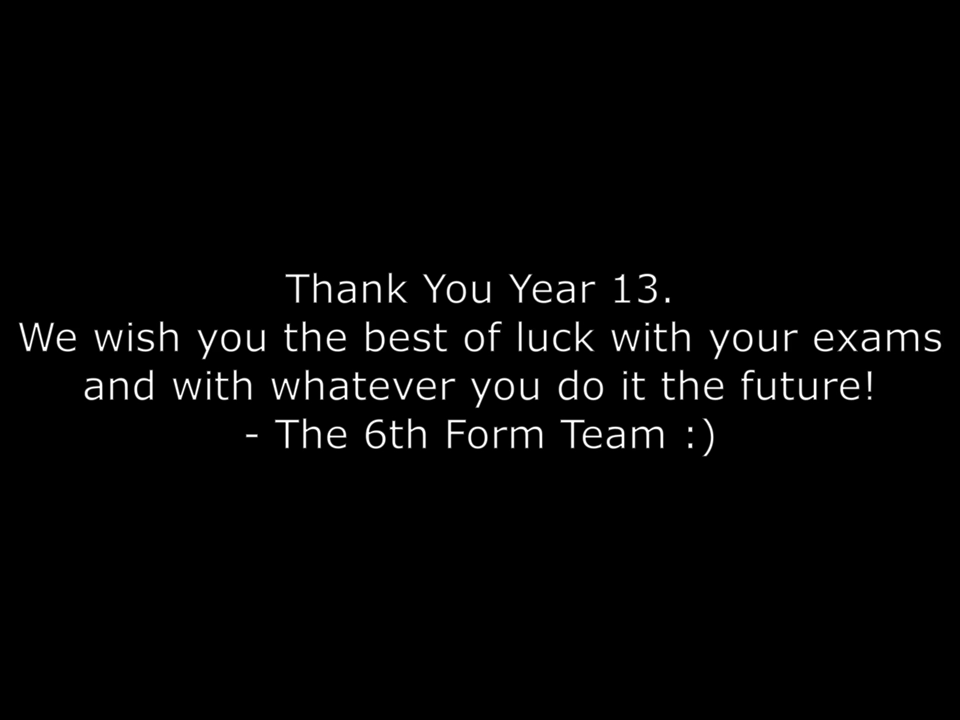 Thank You Year 13.
We wish you the best of luck with your exams
and with whatever you do it the future!
- The 6th Form Team :)